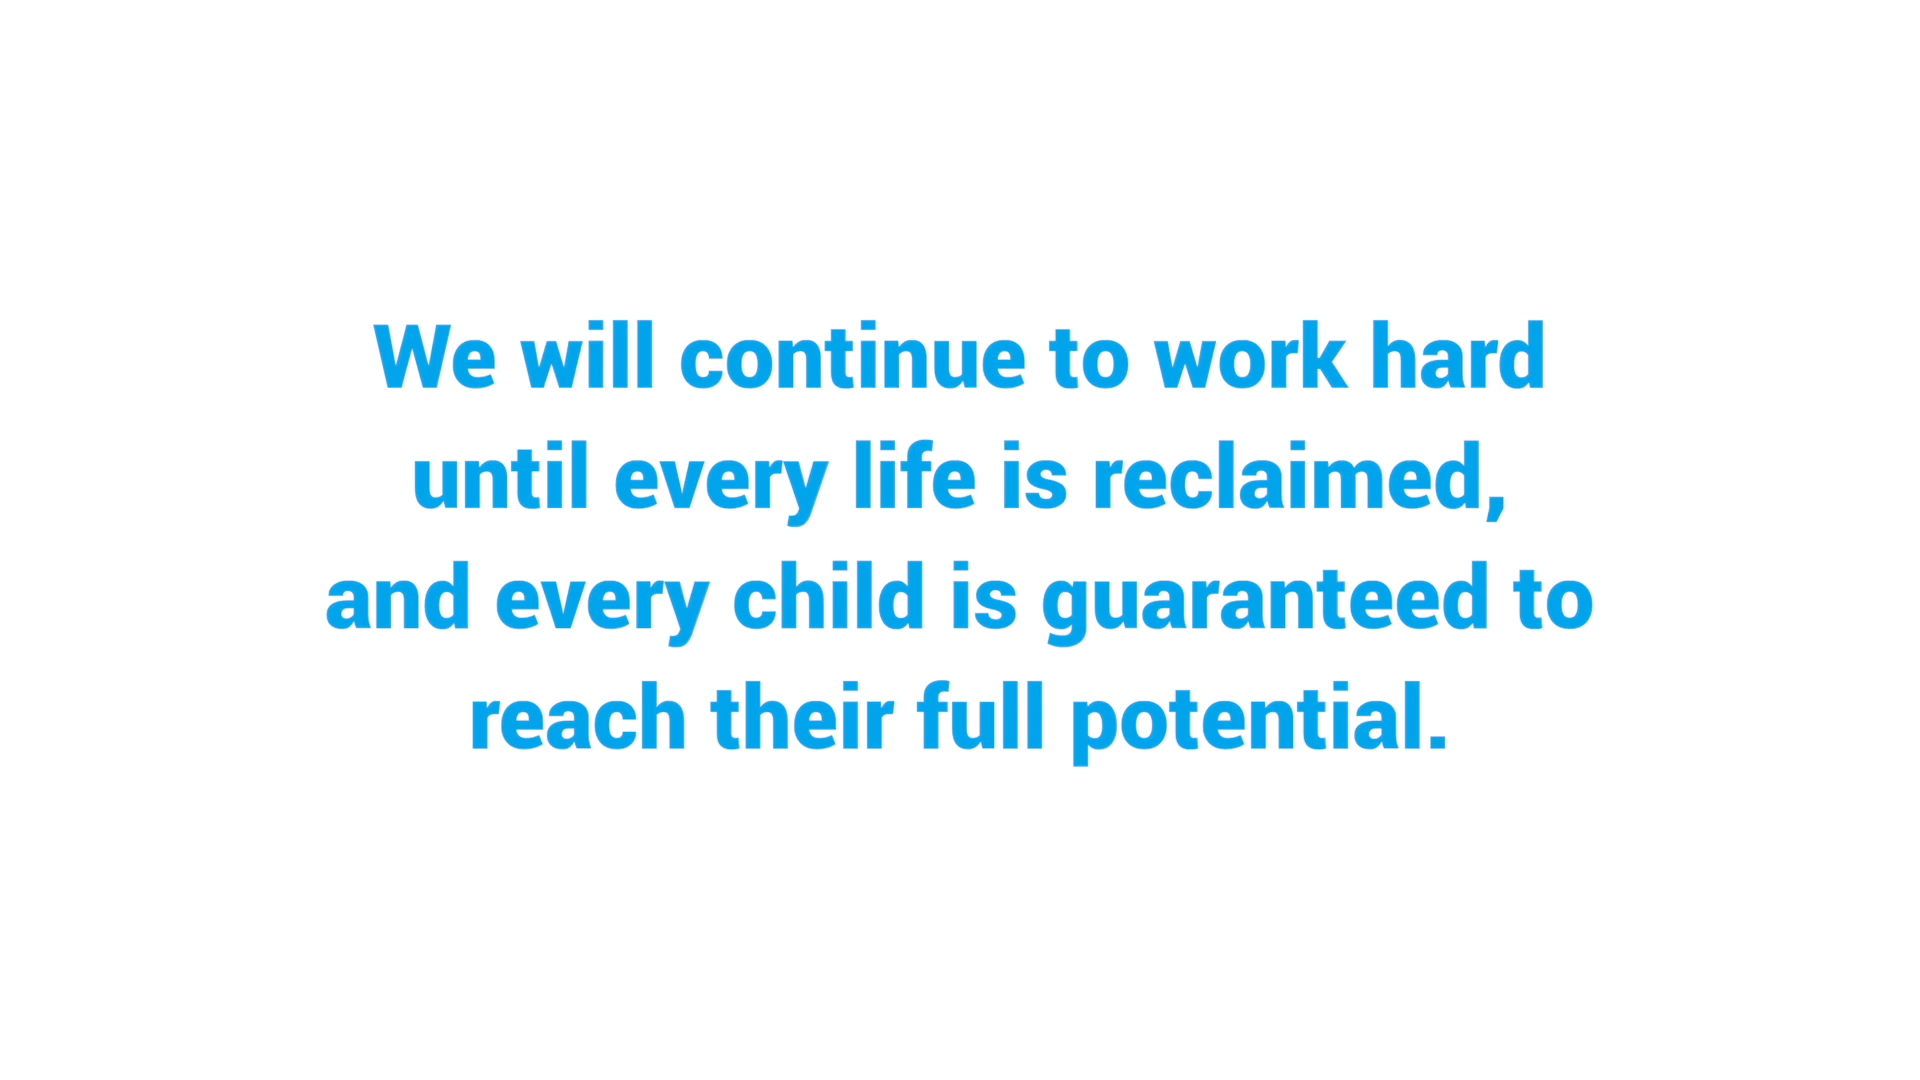 We will continue to work hard
until every life is reclaimed,
and every child is guaranteed to
reach their full potential.